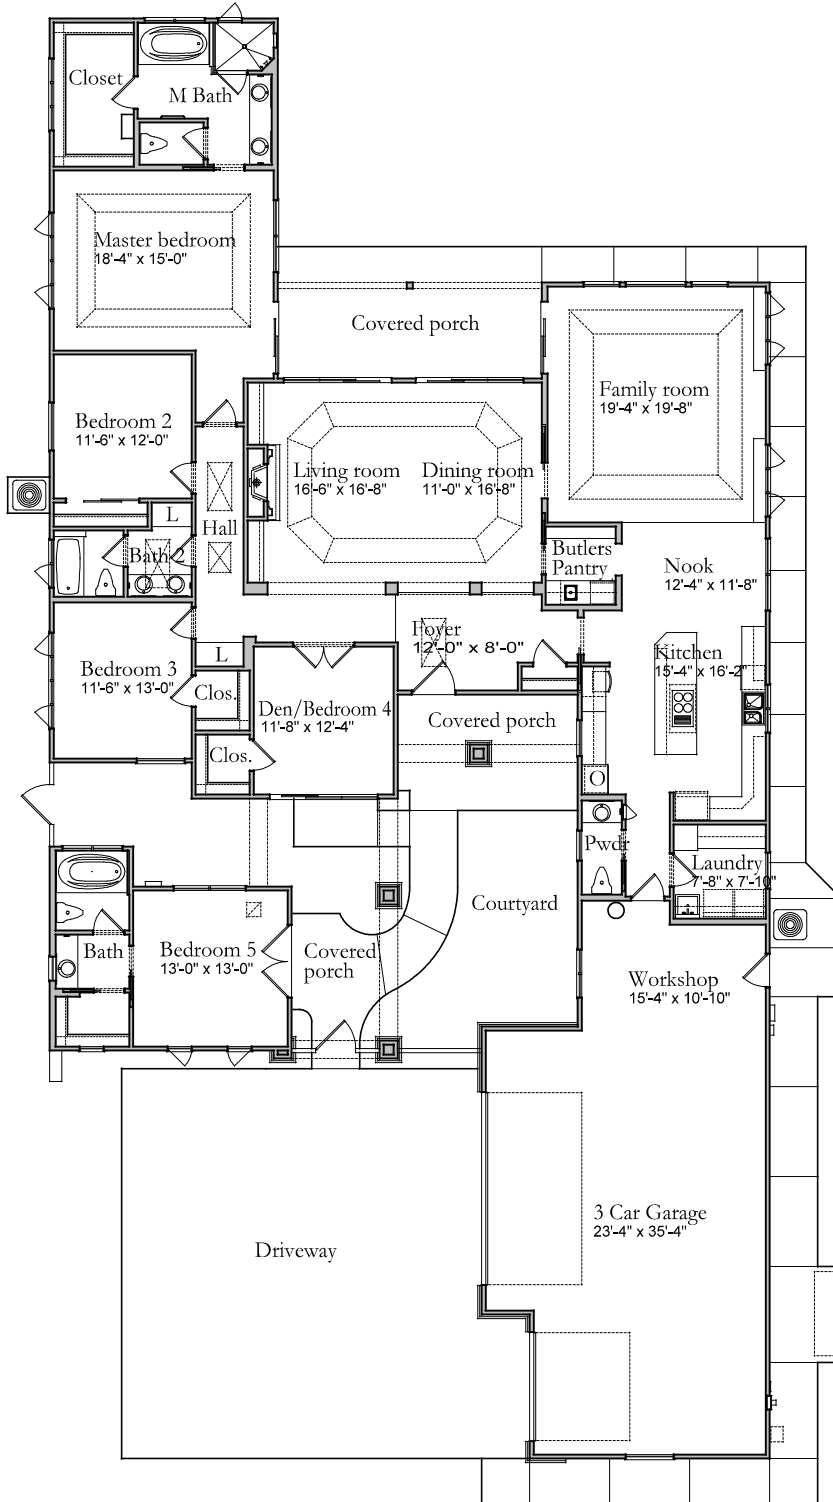 Closet
M Bath
Master bedroom
18'-4" x 15'-0"
Covered porch
Family room
19'-4" x 19'-8"
Bedroom 2
11'-6" x 12'-0"
Living room
16'-6" x 16'-8"
Dining room
11'-0" x 16'-8"
L
Hall
Bath 2
Butlers
Pantry
Nook
12'-4" x 11'-8"
Foyer
12'-0" x 8'-0"
L
Kitchen
15'-4" x 16'-2"
Bedroom 3
11'-6" x 13'-0"
Clos.
Den/Bedroom 4
11'-8" x 12'-4"
Covered porch
Clos.
O
Pwdr
Laundry
7'-8" x 7'-10"
Courtyard
Bath
Bedroom 5
13'-0" x 13'-0"
Covered
porch
Workshop
15'-4" x 10'-10"
3 Car Garage
23'-4" x 35'-4"
Driveway